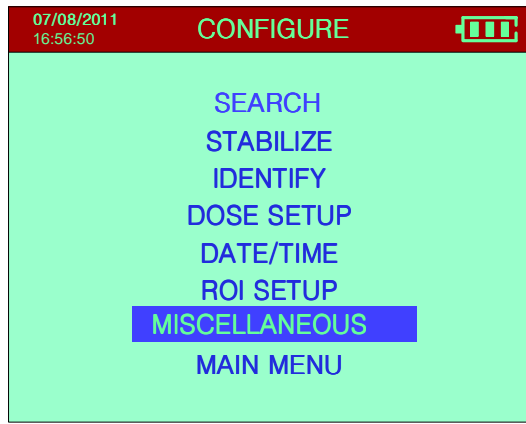 07/08/2011
16:56:50
CONFIGURE
SEARCH
STABILIZE
IDENTIFY
DOSE SETUP
DATE/TIME
ROI SETUP
MISCELLANEOUS
MAIN MENU